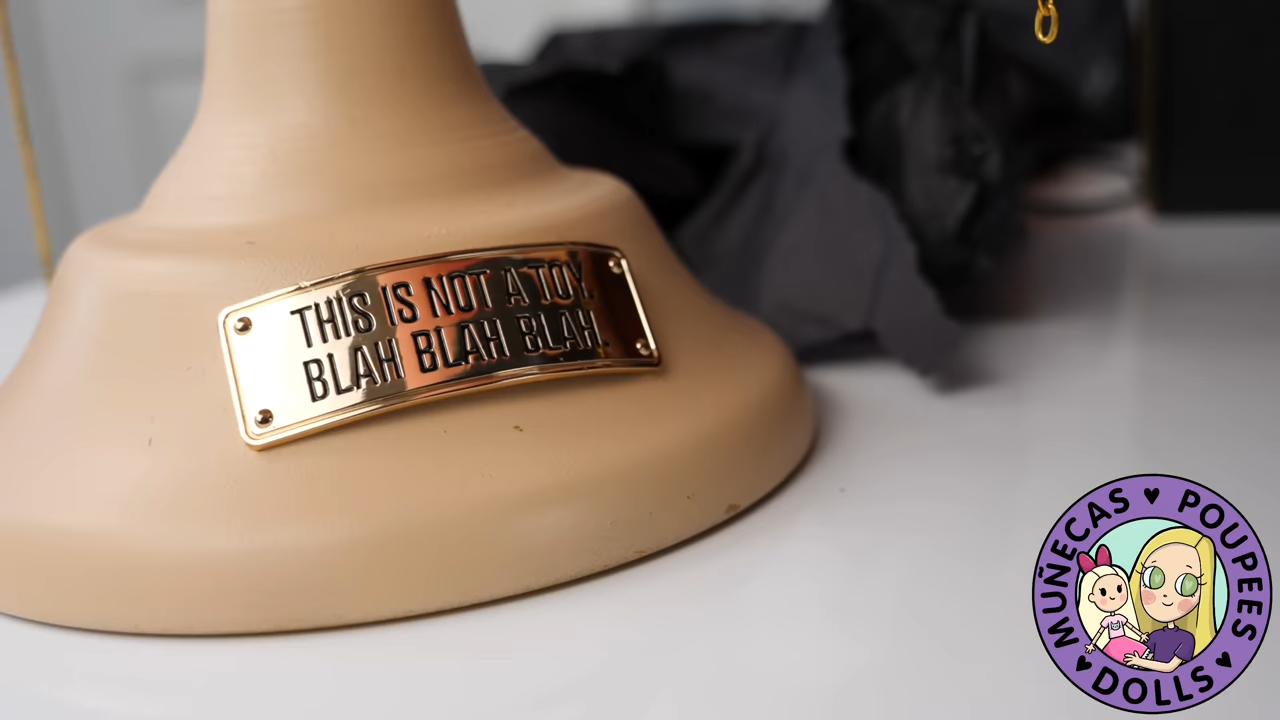 THIS IS NOT A TOY.
BLAH BLAH BLAH.
MUÑECAS ♥ POUPEES ♥ DOLLS ♥